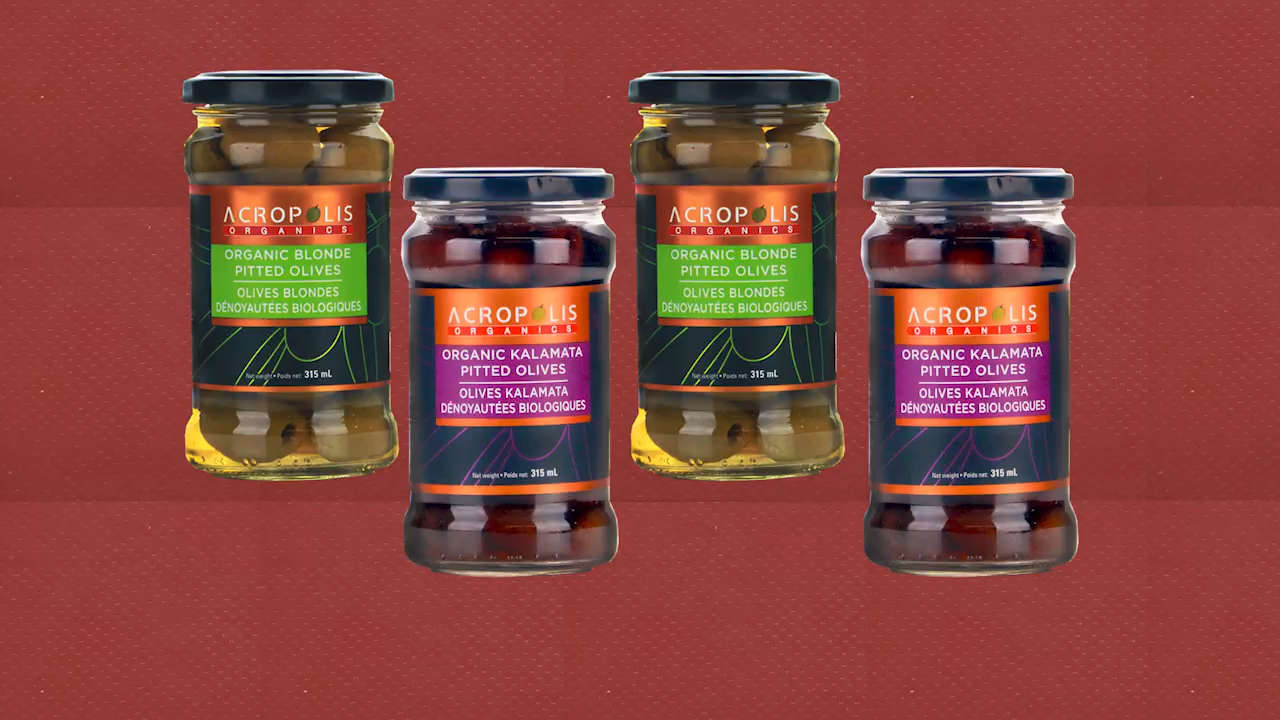 ACROPOLIS
ORGANICS
ORGANIC BLONDE
PITTED OLIVES
OLIVES BLONDES
DÉNOYAUTÉES BIOLOGIQUES
Net weight • Poids net: 315 mL
ACROPOLIS
ORGANICS
ORGANIC KALAMATA
PITTED OLIVES
OLIVES KALAMATA
DÉNOYAUTÉES BIOLOGIQUES
Net weight • Poids net: 315 mL
ACROPOLIS
ORGANICS
ORGANIC BLONDE
PITTED OLIVES
OLIVES BLONDES
DÉNOYAUTÉES BIOLOGIQUES
Net weight • Poids net: 315 mL
ACROPOLIS
ORGANICS
ORGANIC KALAMATA
PITTED OLIVES
OLIVES KALAMATA
DÉNOYAUTÉES BIOLOGIQUES
Net weight • Poids net: 315 mL